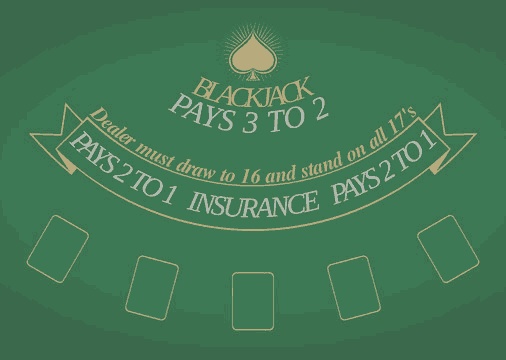 BLACKJACK
PAYS 3 TO 2
Dealer must draw to 16 and stand on all 17's
PAYS 2 TO 1 INSURANCE PAYS 2 TO 1